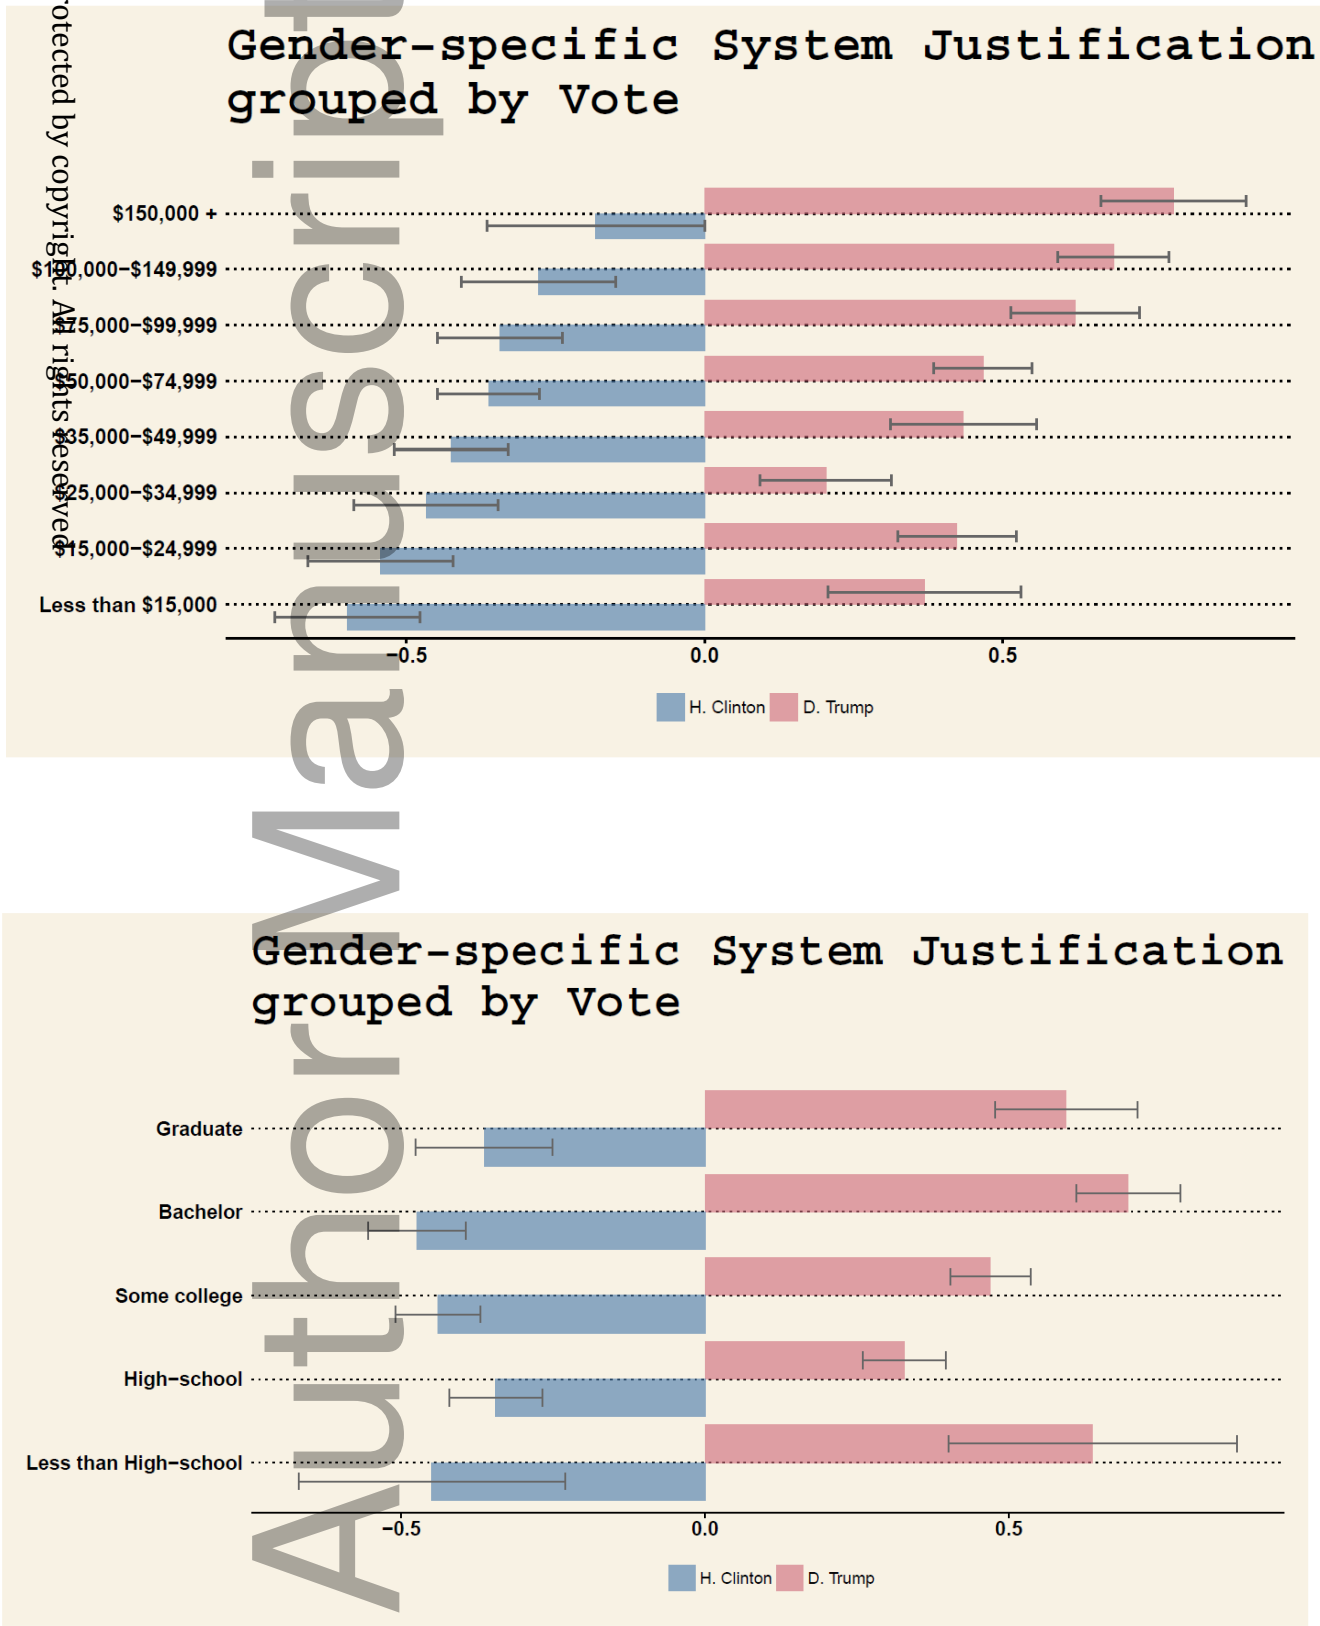 Gender-specific System Justification
grouped by Vote
$150,000 +
$100,000−$149,999
$75,000−$99,999
$50,000−$74,999
$35,000−$49,999
$25,000−$34,999
$15,000−$24,999
Less than $15,000
−0.5 0.0 0.5
H. Clinton D. Trump
Gender-specific System Justification
grouped by Vote
Graduate
Bachelor
Some college
High−school
Less than High−school
−0.5 0.0 0.5
H. Clinton D. Trump
Author Manuscript
by copyright. All rights reserved